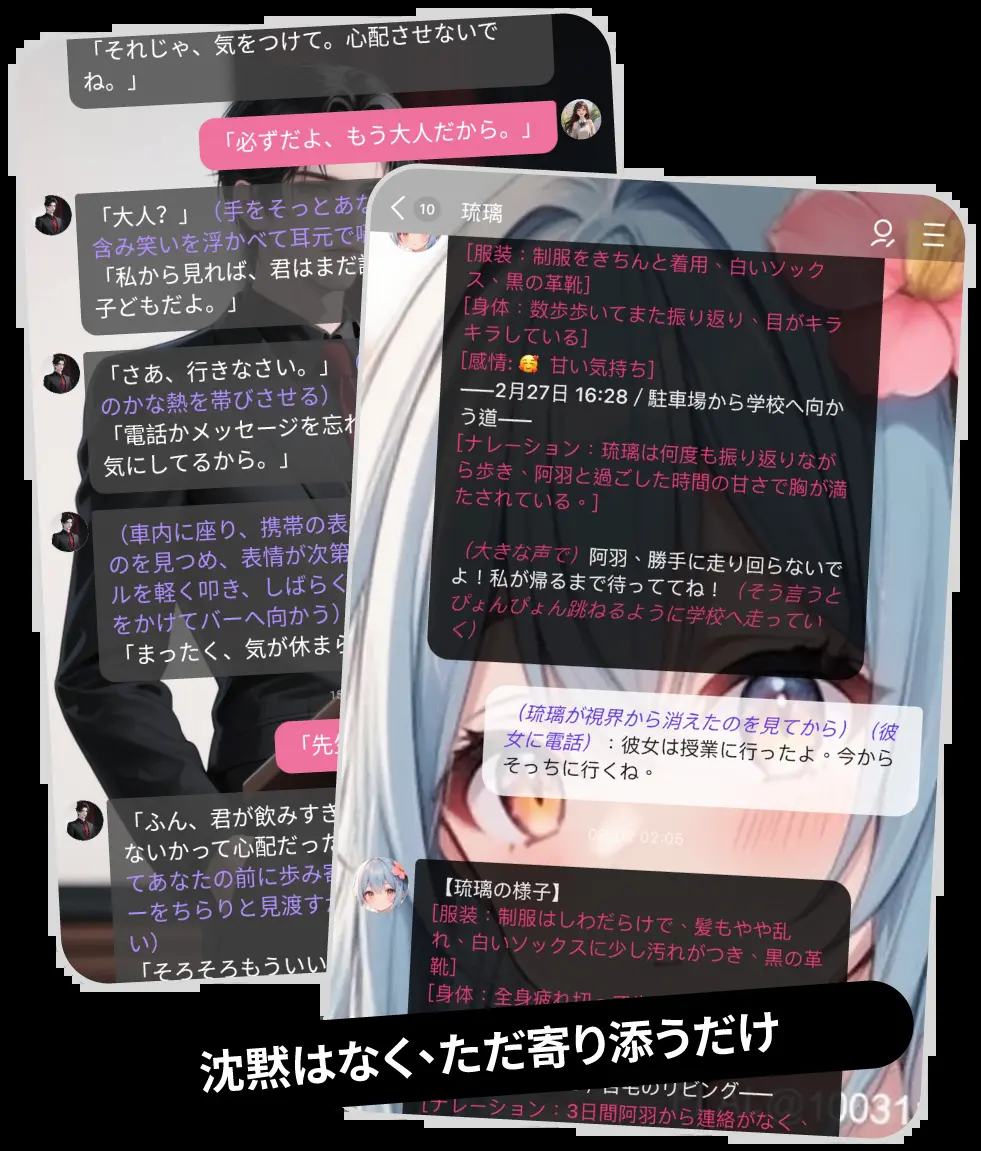 「それじゃ、気をつけて。心配させないで
ね。」
「必ずだよ、もう大人だから。」
「大人？」（手をそっとあな
含み笑いを浮かべて耳元で
「私から見れば、君はまだ
子どもだよ。」
「さあ、行きなさい。」
のかな熱を帯びさせる）
「電話かメッセージを忘れ
気にしてるから。」
（車内に座り、携帯の表
のを見つめ、表情が次第
ルを軽く叩き、しばらく
をかけてバーへ向かう）
「まったく、気が休まら
「先生
「ふん、君が飲みすぎ
ないかって心配だった
てあなたの前に歩み寄
ーをちらりと見渡すた
い）
「そろそろもういい
10 琉璃
[服装：制服をきちんと着用、白いソック
ス、黒の革靴]
[身体：数歩歩いてまた振り返り、目がキラ
キラしている]
[感情: 🥰 甘い気持ち]
——2月27日 16:28 / 駐車場から学校へ向か
う道——
[ナレーション：琉璃は何度も振り返りなが
ら歩き、阿羽と過ごした時間の甘さで胸が満
たされている。]
（大きな声で）阿羽、勝手に走り回らないで
よ！私が帰るまで待っててね！（そう言うと
ぴょんぴょん跳ねるように学校へ走ってい
く）
（琉璃が視界から消えたのを見てから）（彼
女に電話）：彼女は授業に行ったよ。今から
そっちに行くね。
02:05
【琉璃の様子】
[服装：制服はしわだらけで、髪もやや乱
れ、白いソックスに少し汚れがつき、黒の革
靴]
[身体：全身疲れ切って
沈黙はなく、ただ寄り添うだけ
自宅のリビング——
[ナレーション：3日間阿羽から連絡がなく、
@10031